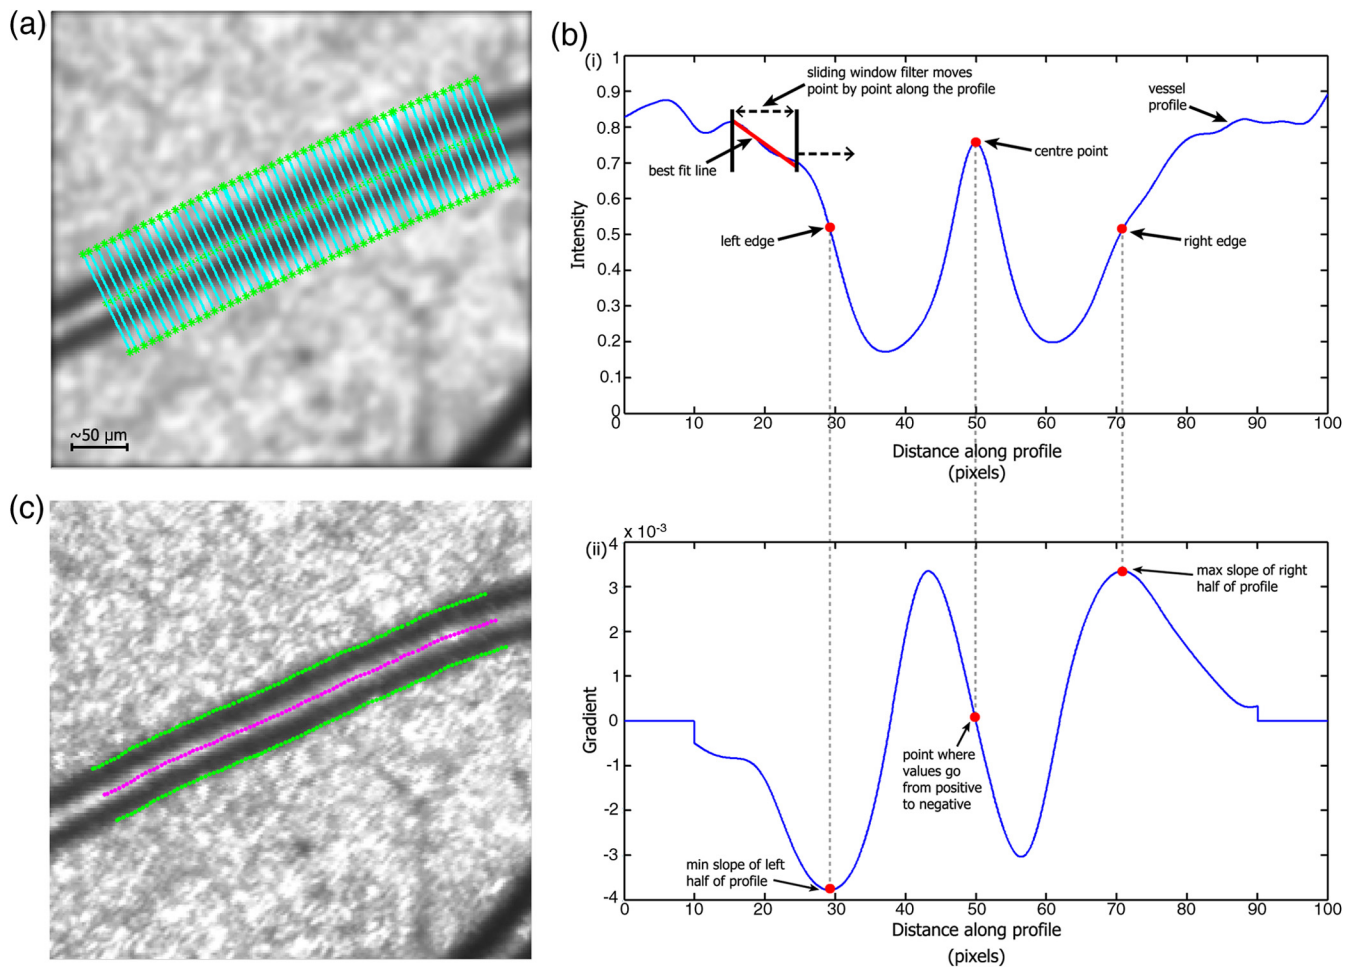 (a)
~50 µm
(b)
(i)
1
0.9
0.8
0.7
0.6
0.5
0.4
0.3
0.2
0.1
0
Intensity
sliding window filter moves
point by point along the profile
best fit line
left edge
centre point
vessel
profile
right edge
0 10 20 30 40 50 60 70 80 90 100
Distance along profile
(pixels)
(c)
(ii)
x 10-3
4
3
2
1
0
-1
-2
-3
-4
Gradient
max slope of right
half of profile
point where
values go
from positive
to negative
min slope of left
half of profile
0 10 20 30 40 50 60 70 80 90 100
Distance along profile
(pixels)